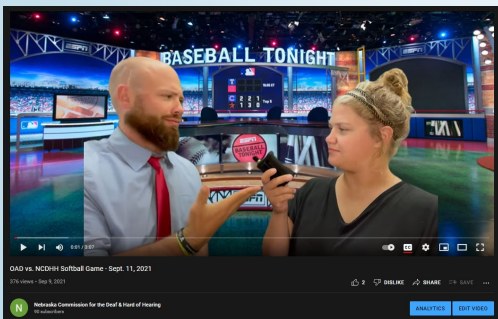 ESPN
BASEBALL TONIGHT
ESPN
BASEBALL
TONIGHT
0:01 / 3:07
CC
OAD vs. NCDHH Softball Game - Sept. 11, 2021
376 views • Sep 9, 2021
2
DISLIKE
SHARE
SAVE
N
Nebraska Commission for the Deaf & Hard of Hearing
90 subscribers
ANALYTICS
EDIT VIDEO